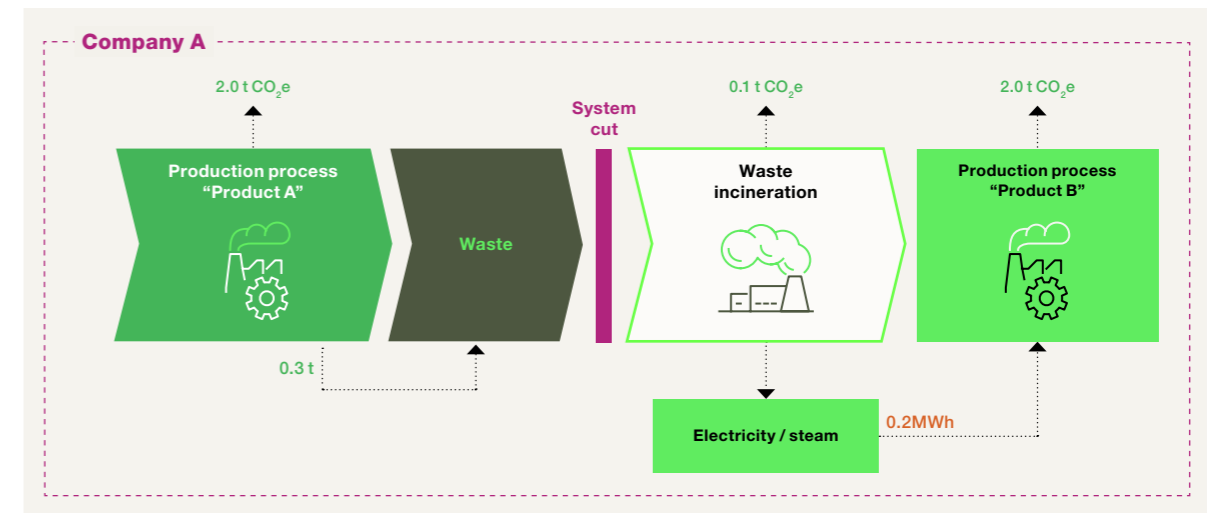 Company A
2.0 t CO₂e
0.1 t CO₂e
2.0 t CO₂e
System
cut
Production process
“Product A”
Waste
Waste
incineration
Production process
“Product B”
0.3 t
Electricity / steam
0.2MWh